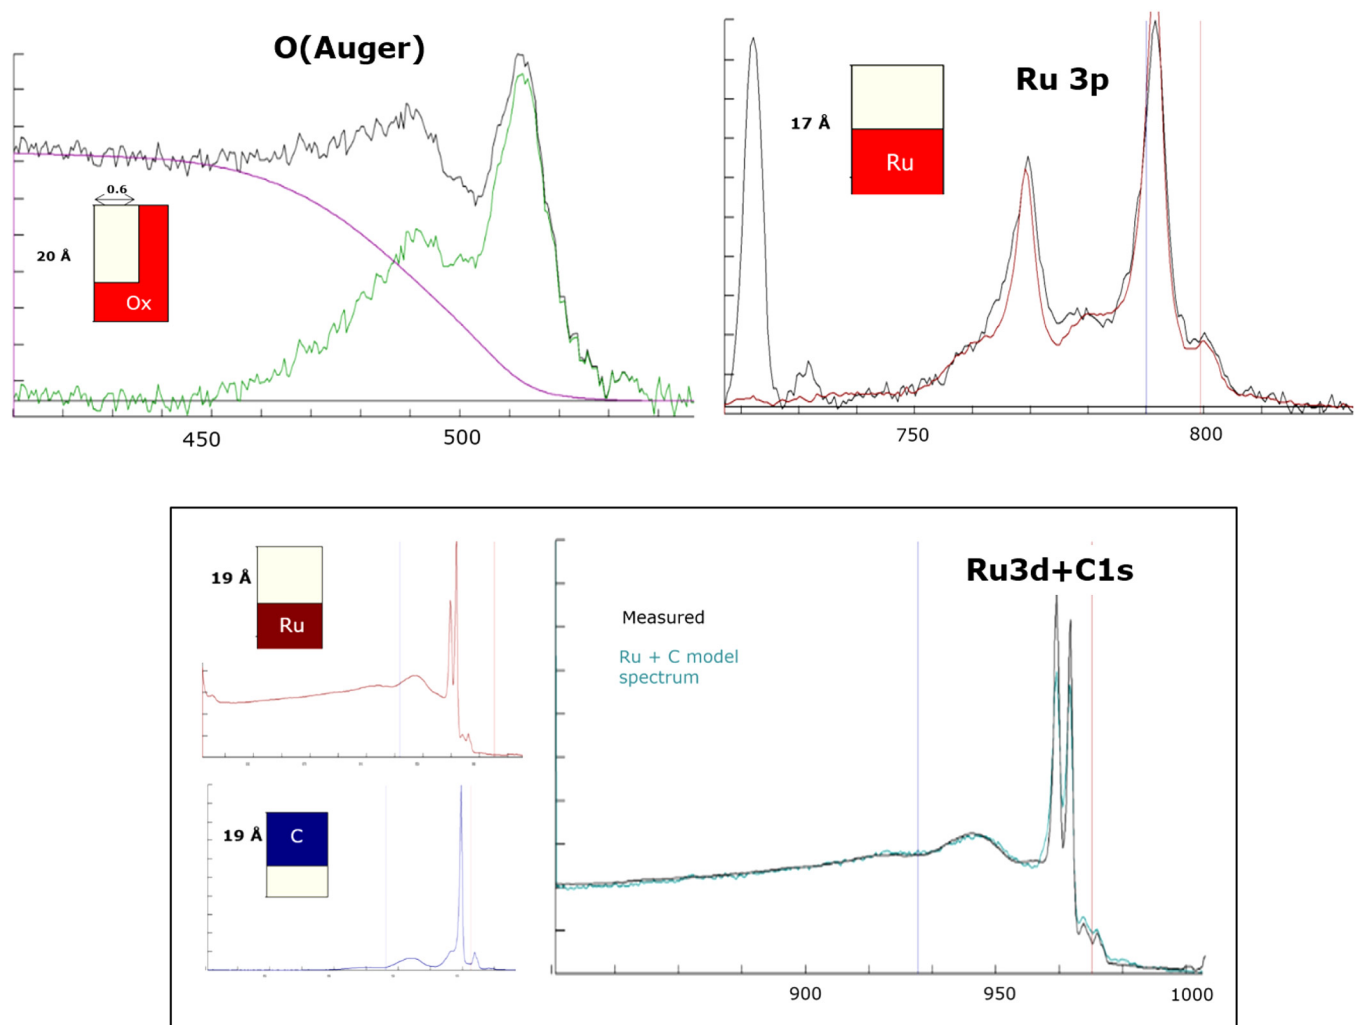 O(Auger)
0.6
20 Å
Ox
450
500
Ru 3p
17 Å
Ru
750
800
19 Å
Ru
19 Å
C
Ru3d+C1s
Measured
Ru + C model
spectrum
900
950
1000